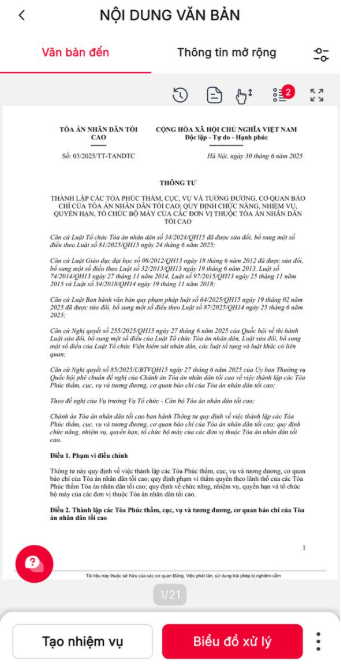 NỘI DUNG VĂN BẢN
Văn bản đến
Thông tin mở rộng
2
TÒA ÁN NHÂN DÂN TỐI
CAO
CỘNG HÒA XÃ HỘI CHỦ NGHĨA VIỆT NAM
Độc lập - Tự do - Hạnh phúc
Số: 03/2025/TT-TANDTC
Hà Nội, ngày 30 tháng 6 năm 2025
THÔNG TƯ
THÀNH LẬP CÁC TÒA PHÚC THẨM, CỤC, VỤ VÀ TƯƠNG ĐƯƠNG, CƠ QUAN BÁO
CHÍ CỦA TÒA ÁN NHÂN DÂN TỐI CAO; QUY ĐỊNH CHỨC NĂNG, NHIỆM VỤ,
QUYỀN HẠN, TỔ CHỨC BỘ MÁY CỦA CÁC ĐƠN VỊ THUỘC TÒA ÁN NHÂN DÂN
TỐI CAO
Căn cứ Luật Tổ chức Tòa án nhân dân số 34/2024/QH15 đã được sửa đổi, bổ sung một số
điều theo Luật số 81/2025/QH15 ngày 24 tháng 6 năm 2025;
Căn cứ Luật Giáo dục đại học số 08/2012/QH13 ngày 18 tháng 6 năm 2012 đã được sửa đổi,
bổ sung một số điều theo Luật số 32/2013/QH13 ngày 19 tháng 6 năm 2013, Luật số
74/2014/QH13 ngày 27 tháng 11 năm 2014, Luật số 97/2015/QH13 ngày 25 tháng 11 năm
2015 và Luật số 34/2018/QH14 ngày 19 tháng 11 năm 2018;
Căn cứ Luật Ban hành văn bản quy phạm pháp luật số 64/2025/QH15 ngày 19 tháng 02 năm
2025 đã được sửa đổi, bổ sung một số điều theo Luật số 87/2025/QH14 ngày 25 tháng 6 năm
2025;
Căn cứ Nghị quyết số 255/2025/QH15 ngày 27 tháng 6 năm 2025 của Quốc hội về thi hành
Luật sửa đổi, bổ sung một số điều của Luật Tổ chức Tòa án nhân dân, Luật sửa đổi, bổ sung
một số điều của Luật Tổ chức Viện kiểm sát nhân dân, các luật tố tụng và luật khác có liên
quan;
Căn cứ Nghị quyết số 85/2025/UBTVQH15 ngày 27 tháng 6 năm 2025 của Ủy ban Thường vụ
Quốc hội phê chuẩn đề nghị của Chánh án Tòa án nhân dân tối cao về việc thành lập các Tòa
Phúc thẩm, cục, vụ và tương đương, cơ quan báo chí của Tòa án nhân dân tối cao;
Theo đề nghị của Vụ trưởng Vụ Tổ chức - Cán bộ Tòa án nhân dân tối cao;
Chánh án Tòa án nhân dân tối cao ban hành Thông tư quy định về việc thành lập các Tòa
Phúc thẩm, cục, vụ và tương đương, cơ quan báo chí của Tòa án nhân dân tối cao; quy định
chức năng, nhiệm vụ, quyền hạn, tổ chức bộ máy của các đơn vị thuộc Tòa án nhân dân tối
cao.
Điều 1. Phạm vi điều chỉnh
Thông tư này quy định về việc thành lập các Tòa Phúc thẩm, cục, vụ và tương đương, cơ quan
báo chí của Tòa án nhân dân tối cao; quy định phạm vi thẩm quyền theo lãnh thổ của các Tòa
Phúc thẩm Tòa án nhân dân tối cao; quy định về chức năng, nhiệm vụ, quyền hạn, tổ chức
bộ máy của các đơn vị thuộc Tòa án nhân dân tối cao.
Điều 2. Thành lập các Tòa Phúc thẩm, cục, vụ và tương đương, cơ quan báo chí của Tòa
án nhân dân tối cao
1
Tài liệu này thuộc sở hữu của các cơ quan Đảng. Việc phát tán, sử dụng trái phép bị nghiêm cấm
1/21
Tạo nhiệm vụ
Biểu đồ xử lý